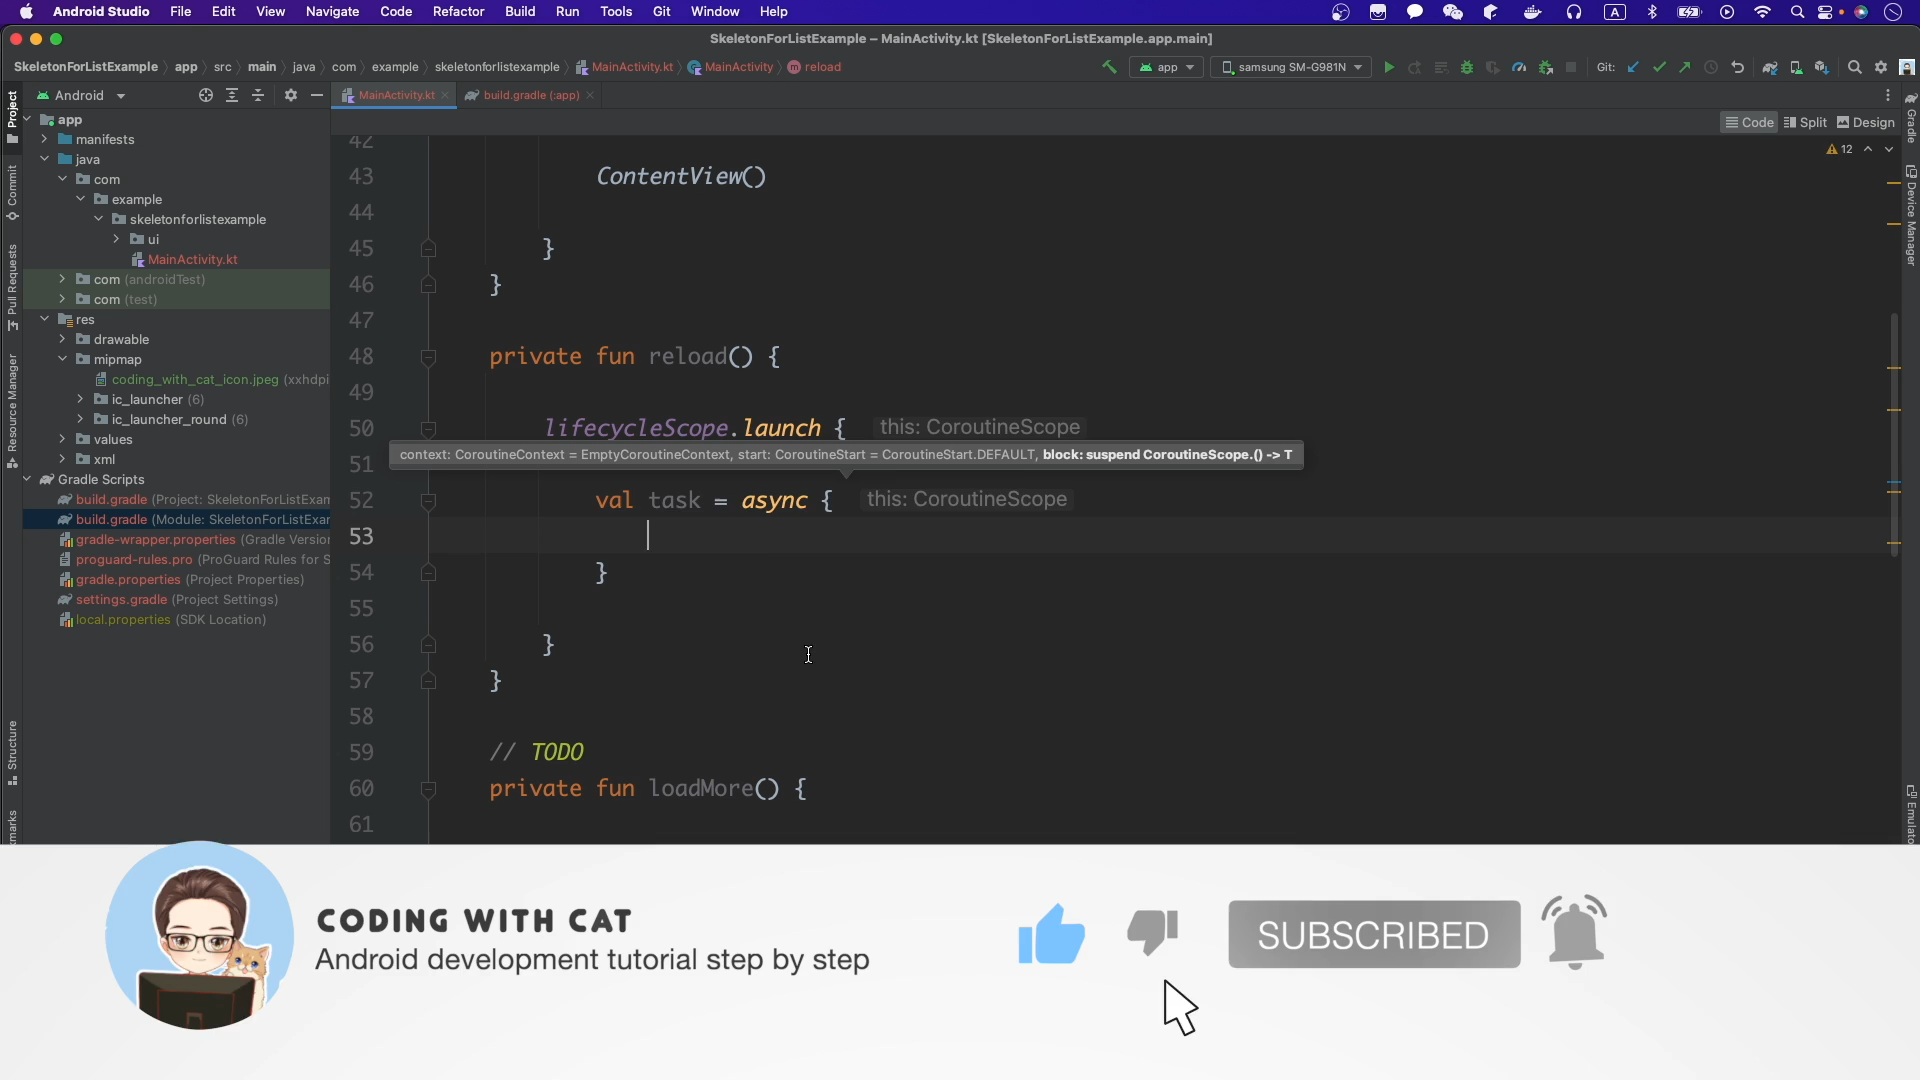 Android Studio File Edit View Navigate Code Refactor Build Run Tools Git Window Help
A
SkeletonForListExample – MainActivity.kt [SkeletonForListExample.app.main]
SkeletonForListExample app src main java com example skeletonforlistexample MainActivity.kt MainActivity reload
app samsung SM-G981N Git:
Project
Android
MainActivity.kt build.gradle (:app)
Gradle
app
manifests
Code Split Design
java
12
Commit
com
example
skeletonforlistexample
ui
MainActivity.kt
com (androidTest)
com (test)
Device Manager
Pull Requests
res
drawable
mipmap
coding_with_cat_icon.jpeg (xxhdpi
ic_launcher (6)
ic_launcher_round (6)
values
xml
Resource Manager
Gradle Scripts
build.gradle (Project: SkeletonForListExam
build.gradle (Module: SkeletonForListExar
gradle-wrapper.properties (Gradle Version
proguard-rules.pro (ProGuard Rules for S
gradle.properties (Project Properties)
settings.gradle (Project Settings)
local.properties (SDK Location)
Structure
42
43 ContentView()
44
45 }
46 }
47
48 private fun reload() {
49
50 lifecycleScope.launch { this: CoroutineScope
51 context: CoroutineContext = EmptyCoroutineContext, start: CoroutineStart = CoroutineStart.DEFAULT, block: suspend CoroutineScope.() -> T
52 val task = async { this: CoroutineScope
53
54 }
55
56 }
57 }
58
59 // TODO
60 private fun loadMore() {
61
CODING WITH CAT
Android development tutorial step by step
SUBSCRIBED